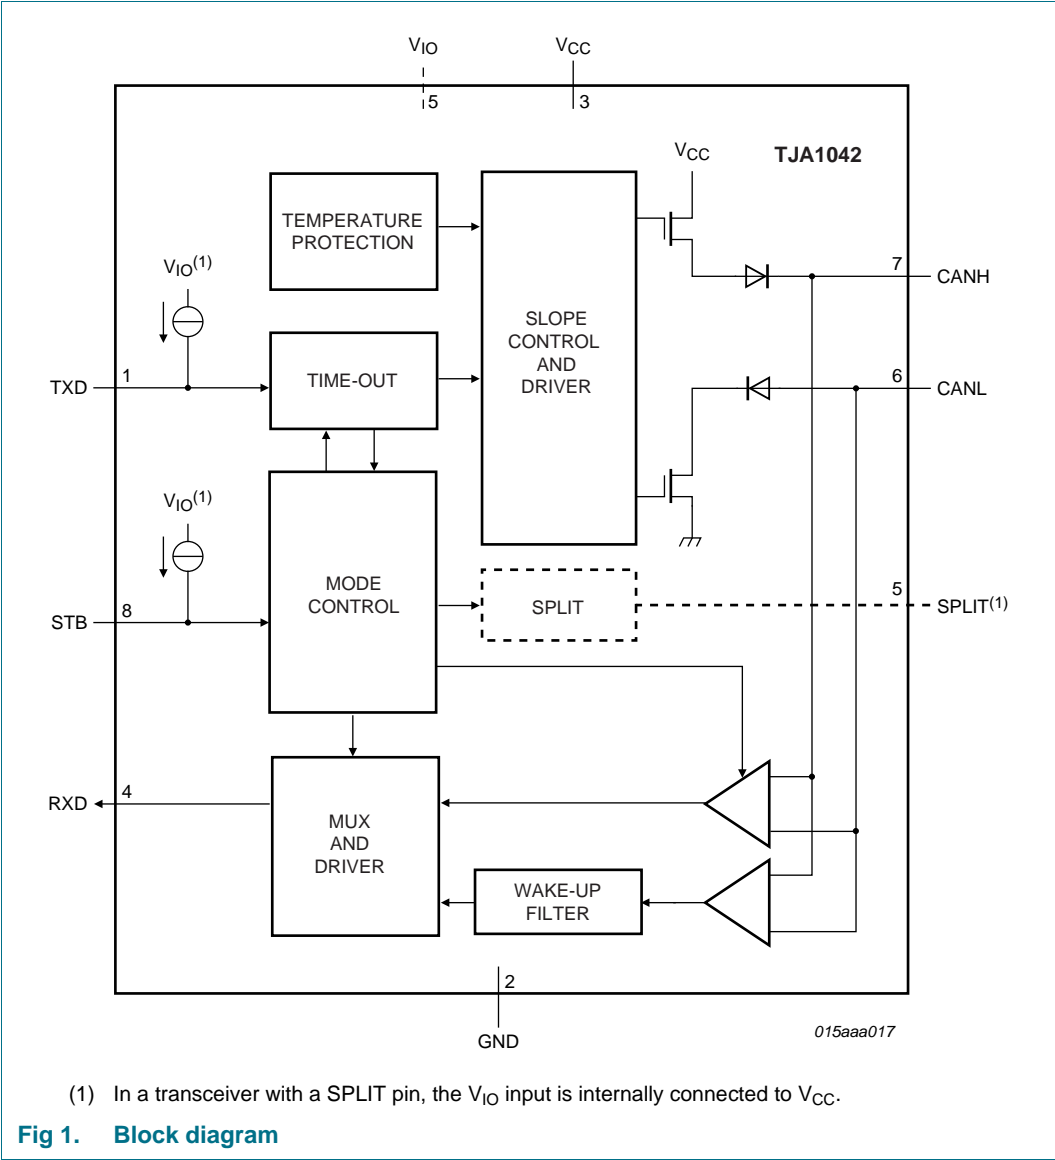 VIO
VCC
5
3
VCC
TJA1042
TEMPERATURE
PROTECTION
VIO(1)
7
CANH
SLOPE
CONTROL
AND
DRIVER
TXD
1
TIME-OUT
6
CANL
VIO(1)
MODE
CONTROL
SPLIT
5
SPLIT(1)
STB
8
RXD
4
MUX
AND
DRIVER
WAKE-UP
FILTER
2
GND
015aaa017
(1) In a transceiver with a SPLIT pin, the VIO input is internally connected to VCC.
Fig 1. Block diagram